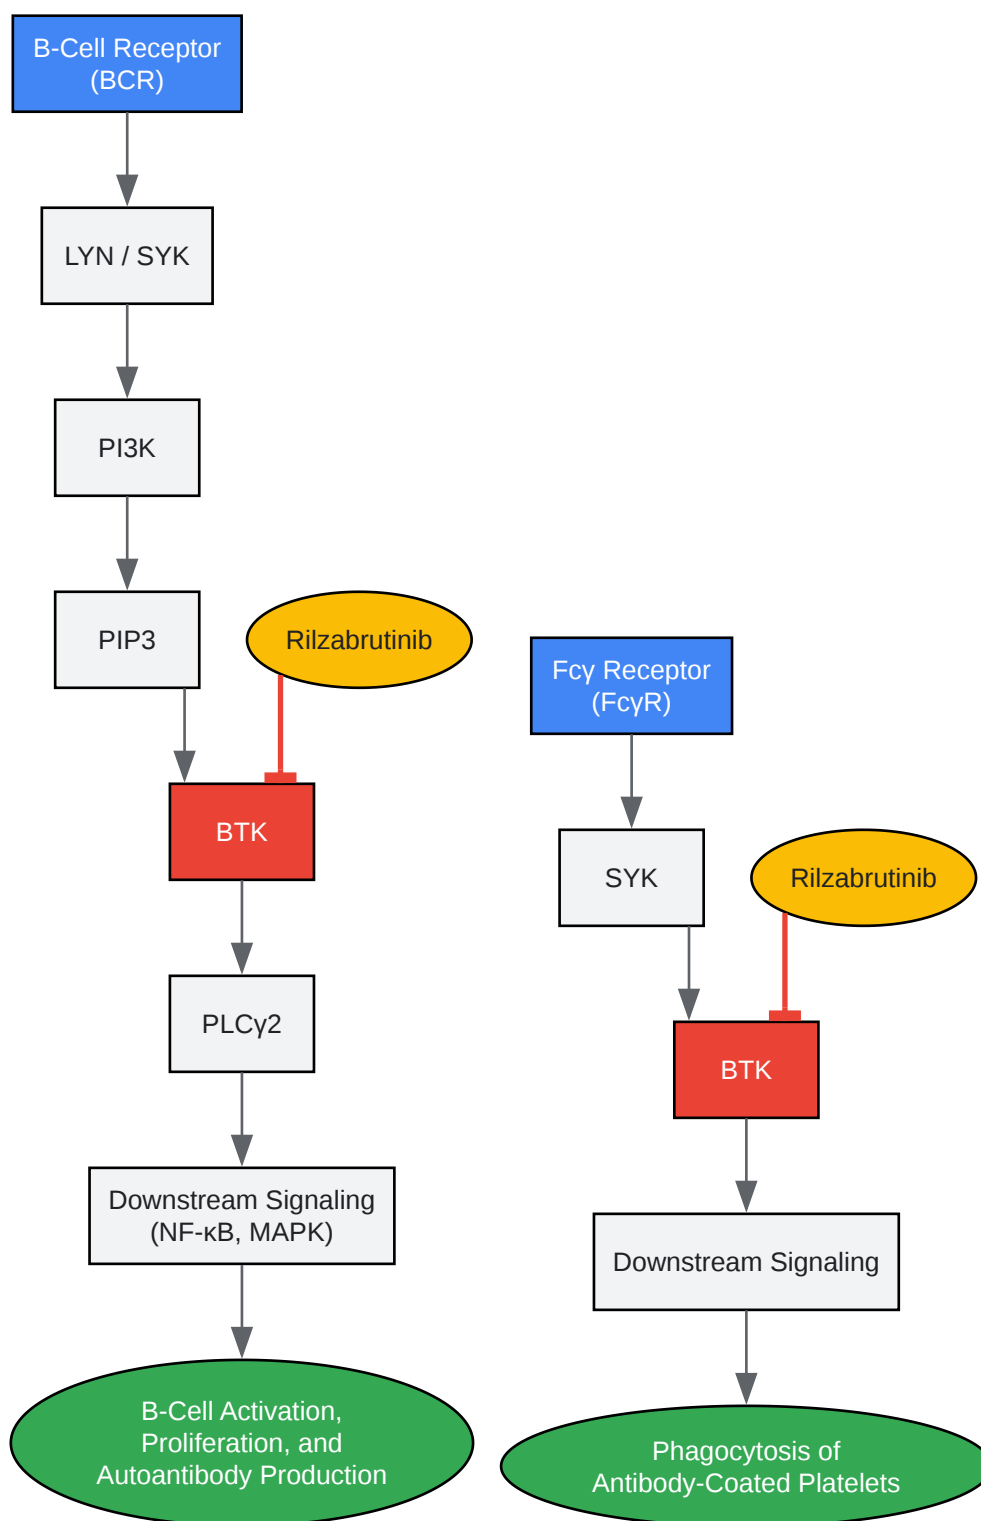 B-Cell Receptor
(BCR)
LYN / SYK
PI3K
PIP3
Rilzabrutinib
BTK
PLCγ2
Downstream Signaling
(NF-κB, MAPK)
B-Cell Activation,
Proliferation, and
Autoantibody Production
Fcγ Receptor
(FcγR)
SYK
Rilzabrutinib
BTK
Downstream Signaling
Phagocytosis of
Antibody-Coated Platelets